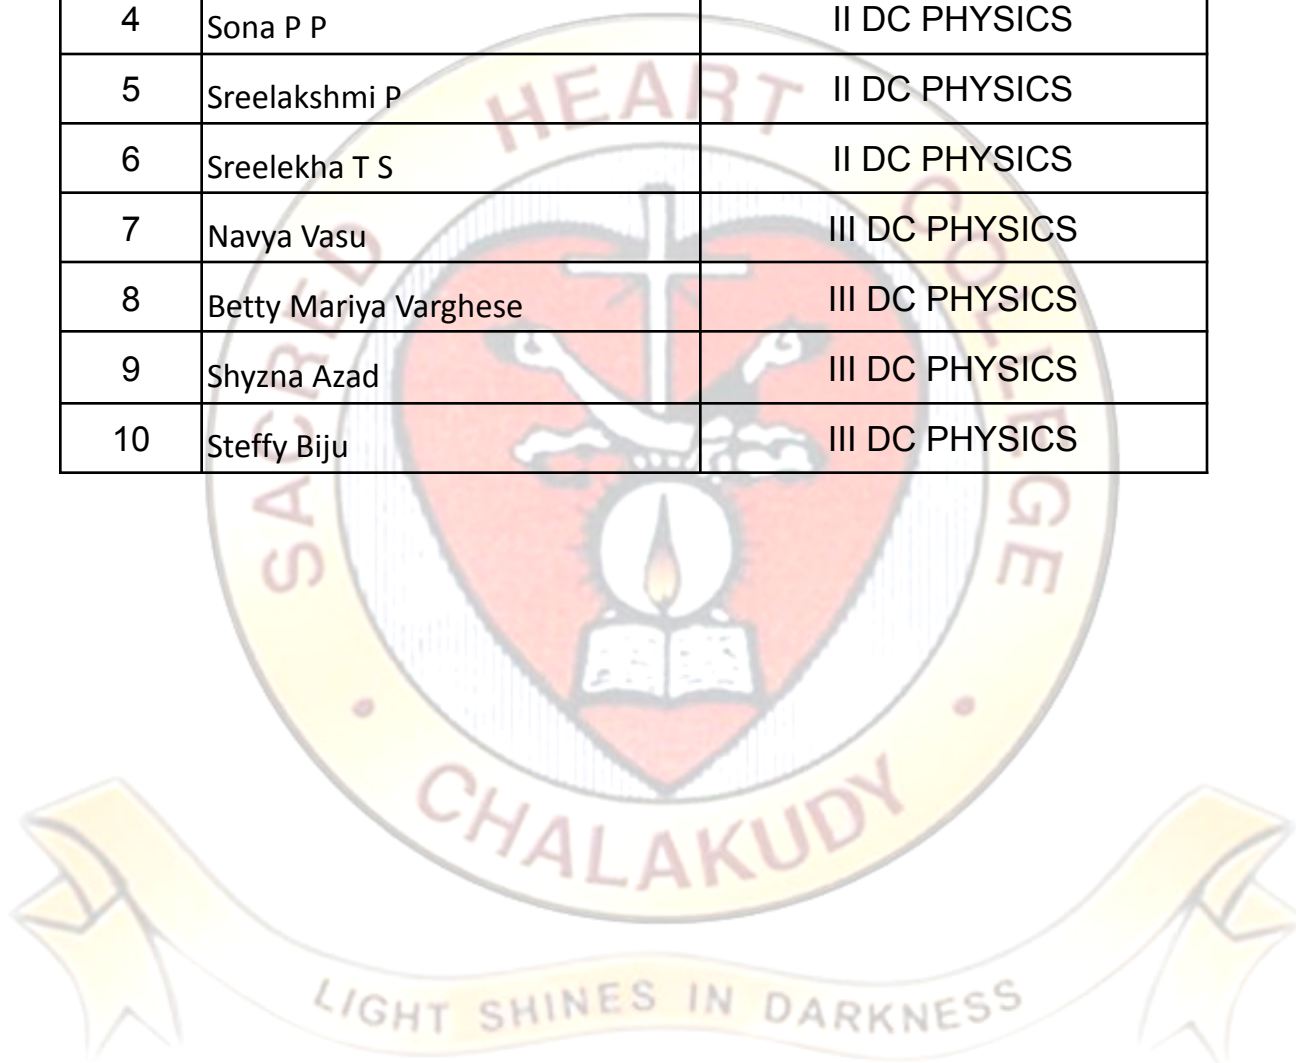 4 Sona P P II DC PHYSICS
5 Sreelakshmi P II DC PHYSICS
6 Sreelekha T S II DC PHYSICS
7 Navya Vasu III DC PHYSICS
8 Betty Mariya Varghese III DC PHYSICS
9 Shyzna Azad III DC PHYSICS
10 Steffy Biju III DC PHYSICS
SACRED HEART COLLEGE
CHALAKUDY
LIGHT SHINES IN DARKNESS